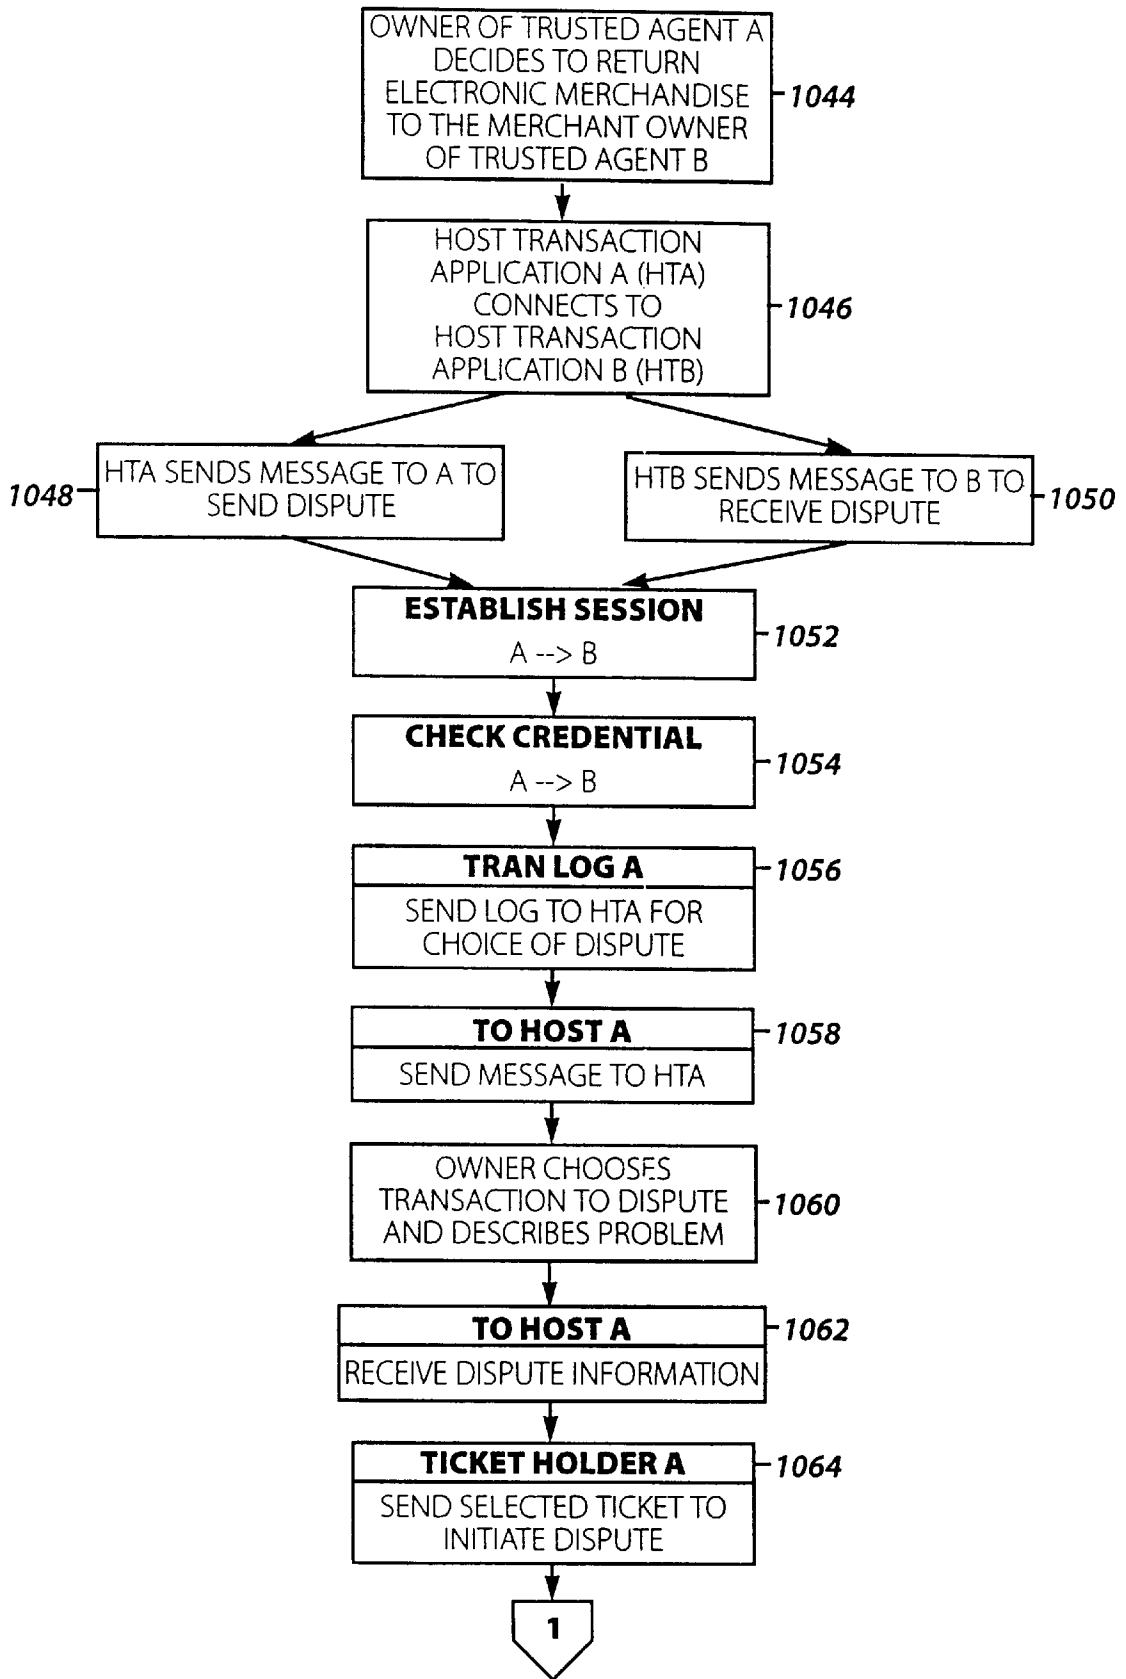 OWNER OF TRUSTED AGENT A
DECIDES TO RETURN
ELECTRONIC MERCHANDISE
TO THE MERCHANT OWNER
OF TRUSTED AGENT B
1044
HOST TRANSACTION
APPLICATION A (HTA)
CONNECTS TO
HOST TRANSACTION
APPLICATION B (HTB)
1046
1048
HTA SENDS MESSAGE TO A TO
SEND DISPUTE
HTB SENDS MESSAGE TO B TO
RECEIVE DISPUTE
1050
ESTABLISH SESSION
A --> B
1052
CHECK CREDENTIAL
A --> B
1054
TRAN LOG A
1056
SEND LOG TO HTA FOR
CHOICE OF DISPUTE
TO HOST A
1058
SEND MESSAGE TO HTA
OWNER CHOOSES
TRANSACTION TO DISPUTE
AND DESCRIBES PROBLEM
1060
TO HOST A
1062
RECEIVE DISPUTE INFORMATION
TICKET HOLDER A
1064
SEND SELECTED TICKET TO
INITIATE DISPUTE
1